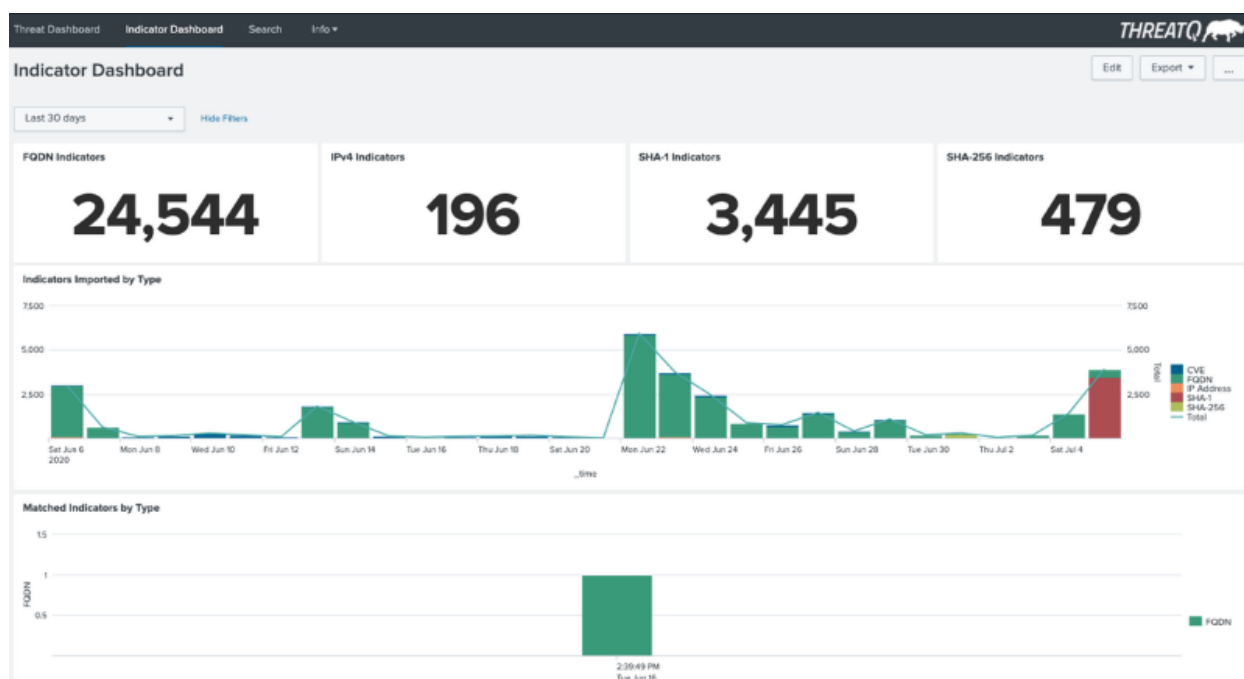 Threat Dashboard Indicator Dashboard Search Info
THREATQ
Indicator Dashboard
Edit Export ...
Last 30 days Hide Filters
FQDN Indicators IPv4 Indicators SHA-1 Indicators SHA-256 Indicators
24,544 196 3,445 479
Indicators Imported by Type
7,500 7,500
5,000 5,000
2,500 2,500
Total
CVE
FQDN
IP Address
SHA-1
SHA-256
Total
Sat Jun 6 Mon Jun 8 Wed Jun 10 Fri Jun 12 Sun Jun 14 Tue Jun 16 Thu Jun 18 Sat Jun 20 Mon Jun 22 Wed Jun 24 Fri Jun 26 Sun Jun 28 Tue Jun 30 Thu Jul 2 Sat Jul 4
2020
_time
Matched Indicators by Type
1.5
1
0.5
FQDN
FQDN
2:39:49 PM
Tue Jun 16